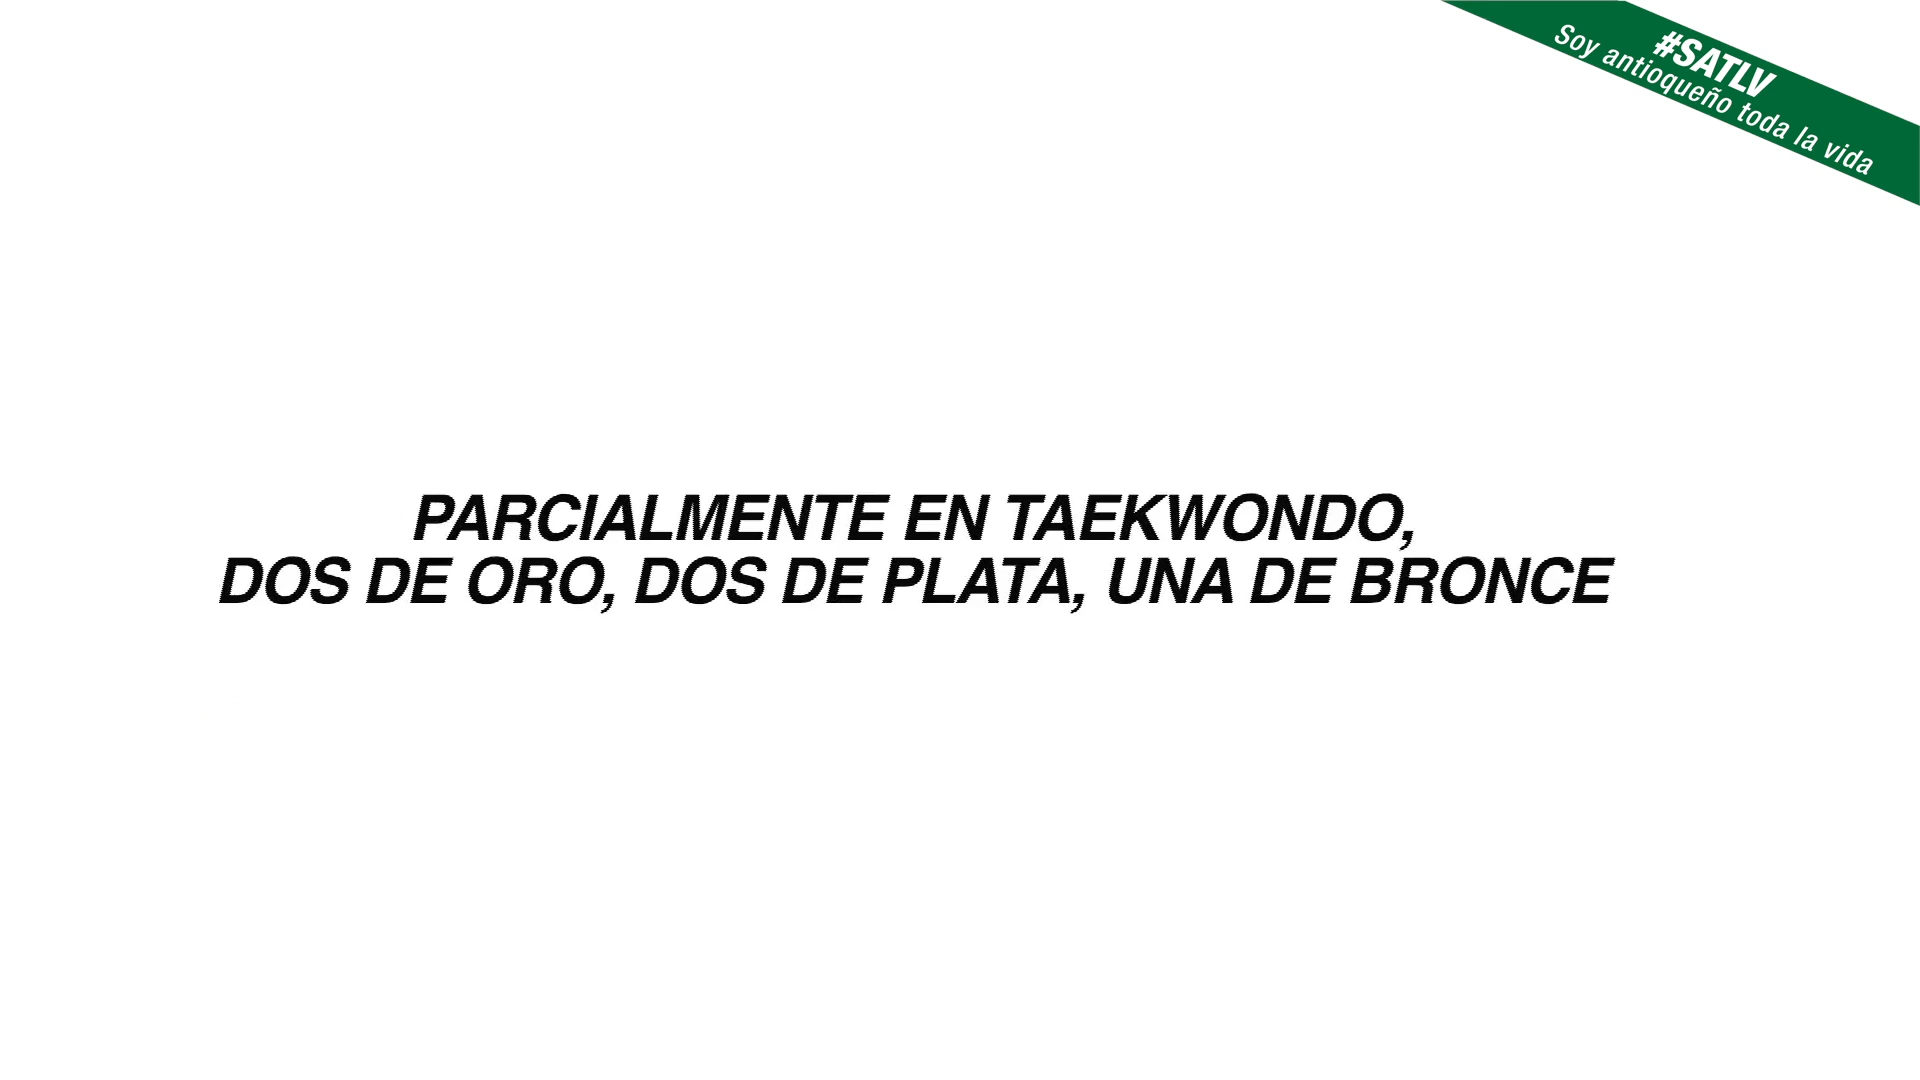 #SATLV
Soy antioqueño toda la vida
PARCIALMENTE EN TAEKWONDO,
DOS DE ORO, DOS DE PLATA, UNA DE BRONCE